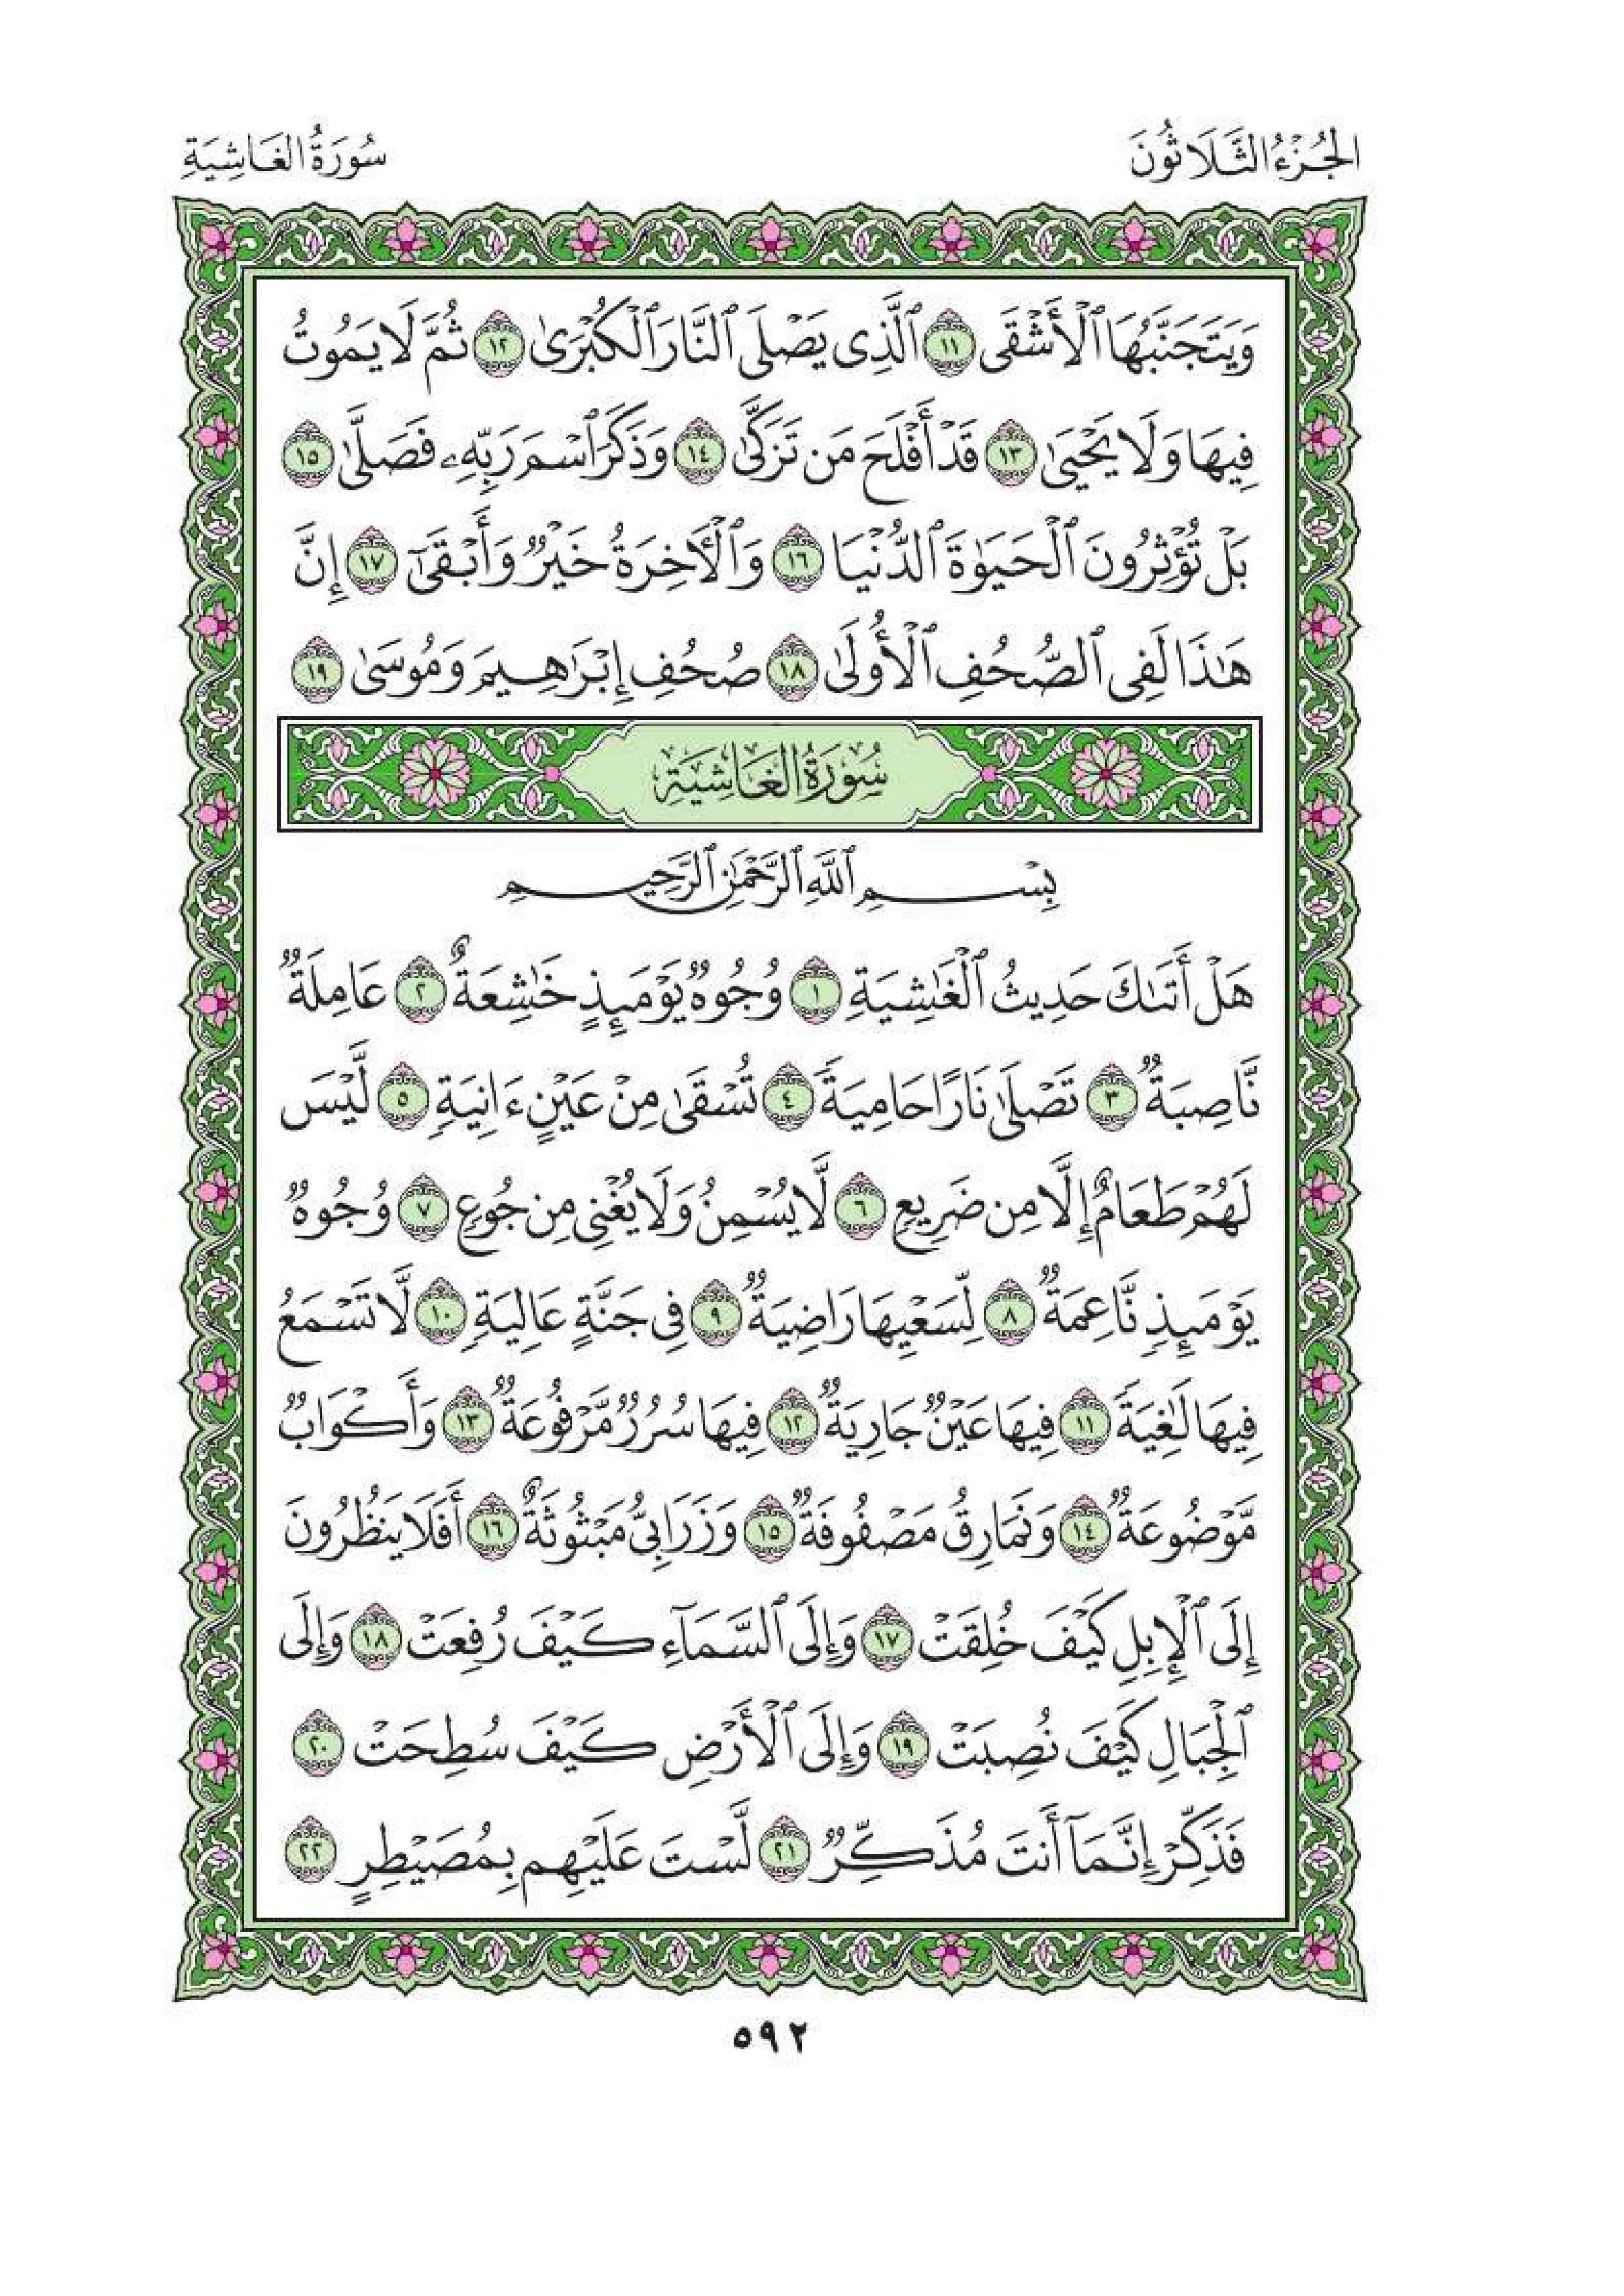 الجُزْءُ الثَّلَاثُونَ
سُورَةُ الغَاشِيَةِ
وَيَتَجَنَّبُهَا ٱلْأَشْقَى ١١ ٱلَّذِى يَصْلَى ٱلنَّارَ ٱلْكُبْرَىٰ ١٢ ثُمَّ لَا يَمُوتُ
فِيهَا وَلَا يَحْيَىٰ ١٣ قَدْ أَفْلَحَ مَن تَزَكَّىٰ ١٤ وَذَكَرَ ٱسْمَ رَبِّهِۦ فَصَلَّىٰ ١٥
بَلْ تُؤْثِرُونَ ٱلْحَيَوٰةَ ٱلدُّنْيَا ١٦ وَٱلْأَخِرَةُ خَيْرٌ وَأَبْقَىٰٓ ١٧ إِنَّ
هَٰذَا لَفِى ٱلصُّحُفِ ٱلْأُولَىٰ ١٨ صُحُفِ إِبْرَٰهِيمَ وَمُوسَىٰ ١٩
سُورَةُ الغَاشِيَةِ
بِسْمِ ٱللَّهِ ٱلرَّحْمَٰنِ ٱلرَّحِيمِ
هَلْ أَتَىٰكَ حَدِيثُ ٱلْغَٰشِيَةِ ١ وُجُوهٌ يَوْمَئِذٍ خَٰشِعَةٌ ٢ عَامِلَةٌ
نَّاصِبَةٌ ٣ تَصْلَىٰ نَارًا حَامِيَةً ٤ تُسْقَىٰ مِنْ عَيْنٍ ءَانِيَةٍ ٥ لَّيْسَ
لَهُمْ طَعَامٌ إِلَّا مِن ضَرِيعٍ ٦ لَّا يُسْمِنُ وَلَا يُغْنِى مِن جُوعٍ ٧ وُجُوهٌ
يَوْمَئِذٍ نَّاعِمَةٌ ٨ لِّسَعْيِهَا رَاضِيَةٌ ٩ فِى جَنَّةٍ عَالِيَةٍ ١٠ لَّا تَسْمَعُ
فِيهَا لَٰغِيَةً ١١ فِيهَا عَيْنٌ جَارِيَةٌ ١٢ فِيهَا سُرُرٌ مَّرْفُوعَةٌ ١٣ وَأَكْوَابٌ
مَّوْضُوعَةٌ ١٤ وَنَمَارِقُ مَصْفُوفَةٌ ١٥ وَزَرَابِىُّ مَبْثُوثَةٌ ١٦ أَفَلَا يَنظُرُونَ
إِلَى ٱلْإِبِلِ كَيْفَ خُلِقَتْ ١٧ وَإِلَى ٱلسَّمَآءِ كَيْفَ رُفِعَتْ ١٨ وَإِلَى
ٱلْجِبَالِ كَيْفَ نُصِبَتْ ١٩ وَإِلَى ٱلْأَرْضِ كَيْفَ سُطِحَتْ ٢٠
فَذَكِّرْ إِنَّمَآ أَنتَ مُذَكِّرٌ ٢١ لَّسْتَ عَلَيْهِم بِمُصَيْطِرٍ ٢٢
٥٩٢